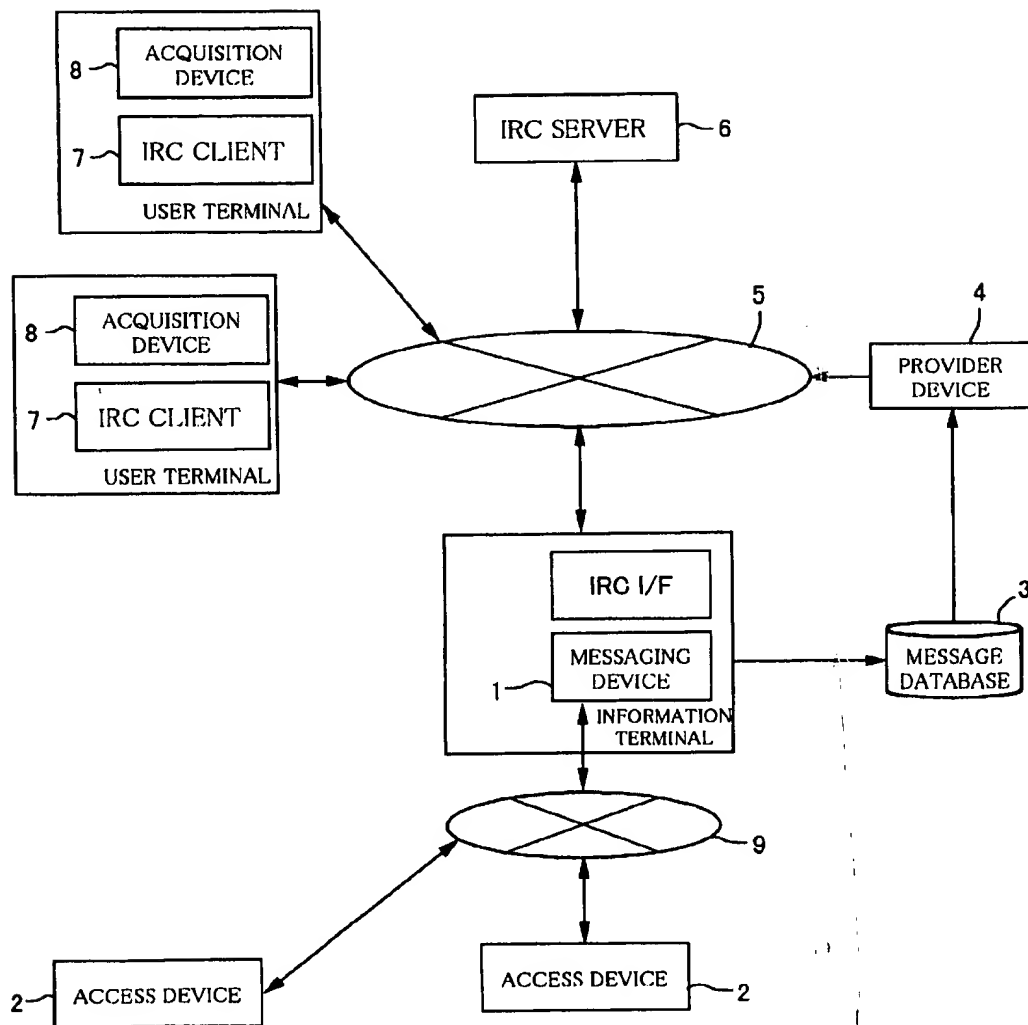 8
ACQUISITION
DEVICE
7
IRC CLIENT
USER TERMINAL
IRC SERVER
6
8
ACQUISITION
DEVICE
7
IRC CLIENT
USER TERMINAL
5
4
PROVIDER
DEVICE
IRC I/F
1
MESSAGING
DEVICE
INFORMATION
TERMINAL
3
MESSAGE
DATABASE
9
2
ACCESS DEVICE
ACCESS DEVICE
2